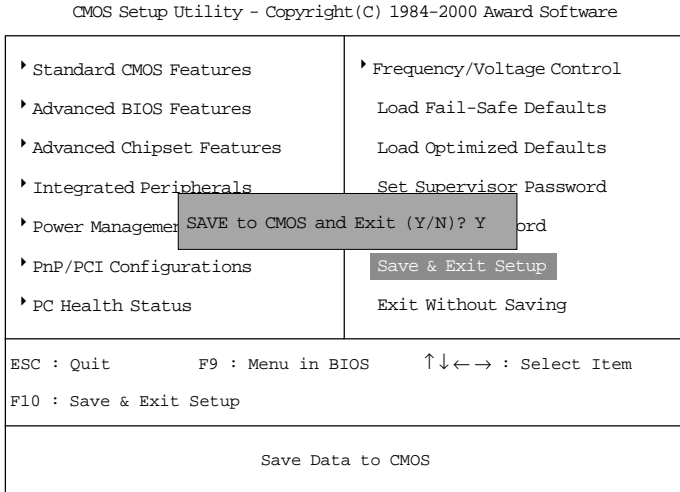 CMOS Setup Utility - Copyright(C) 1984-2000 Award Software
Standard CMOS Features
Advanced BIOS Features
Advanced Chipset Features
Integrated Peripherals
Power Managemen
PnP/PCI Configurations
PC Health Status
Frequency/Voltage Control
Load Fail-Safe Defaults
Load Optimized Defaults
Set Supervisor Password
ord
Save & Exit Setup
Exit Without Saving
SAVE to CMOS and Exit (Y/N)? Y
ESC : Quit F9 : Menu in BIOS ↑↓←→ : Select Item
F10 : Save & Exit Setup
Save Data to CMOS